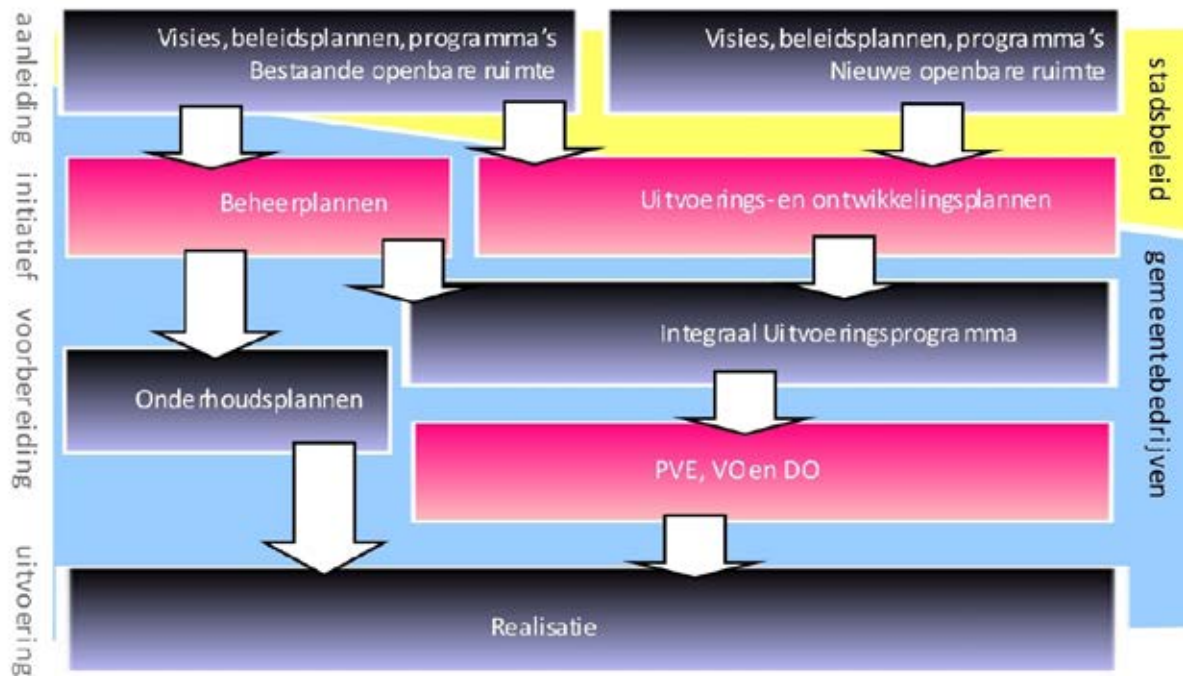 Visies, beleidsplannen, programma's
Bestaande openbare ruimte
Visies, beleidsplannen, programma's
Nieuwe openbare ruimte
Beheerplannen
Uitvoerings- en ontwikkelingsplannen
Integraal Uitvoeringsprogramma
Onderhoudsplannen
PVE, VO en DO
Realisatie
aanleiding
initiatief
voorbereiding
uitvoering
stadsbeleid
gemeentebedrijven